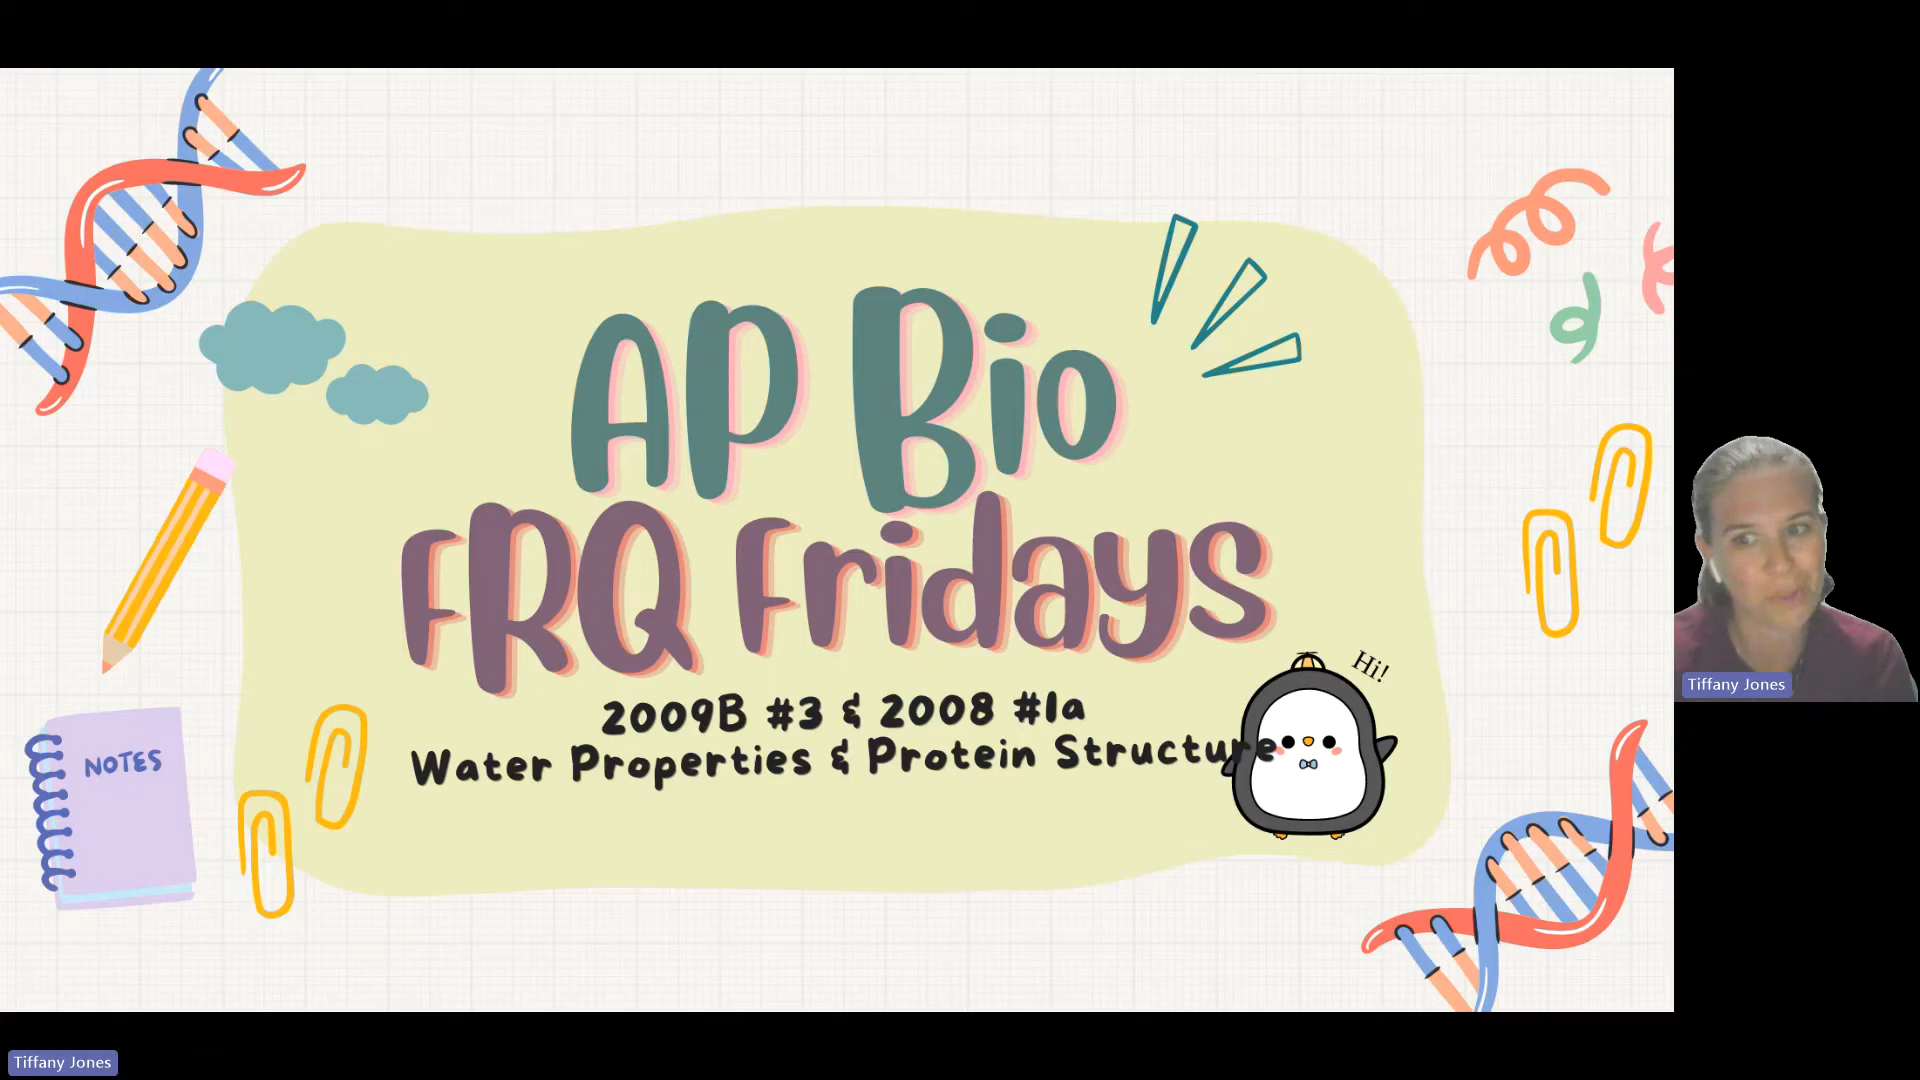 AP Bio
FRQ Fridays
Hi!
2009B #3 & 2008 #1a
Water Properties & Protein Structure
NOTES
Tiffany Jones
Tiffany Jones